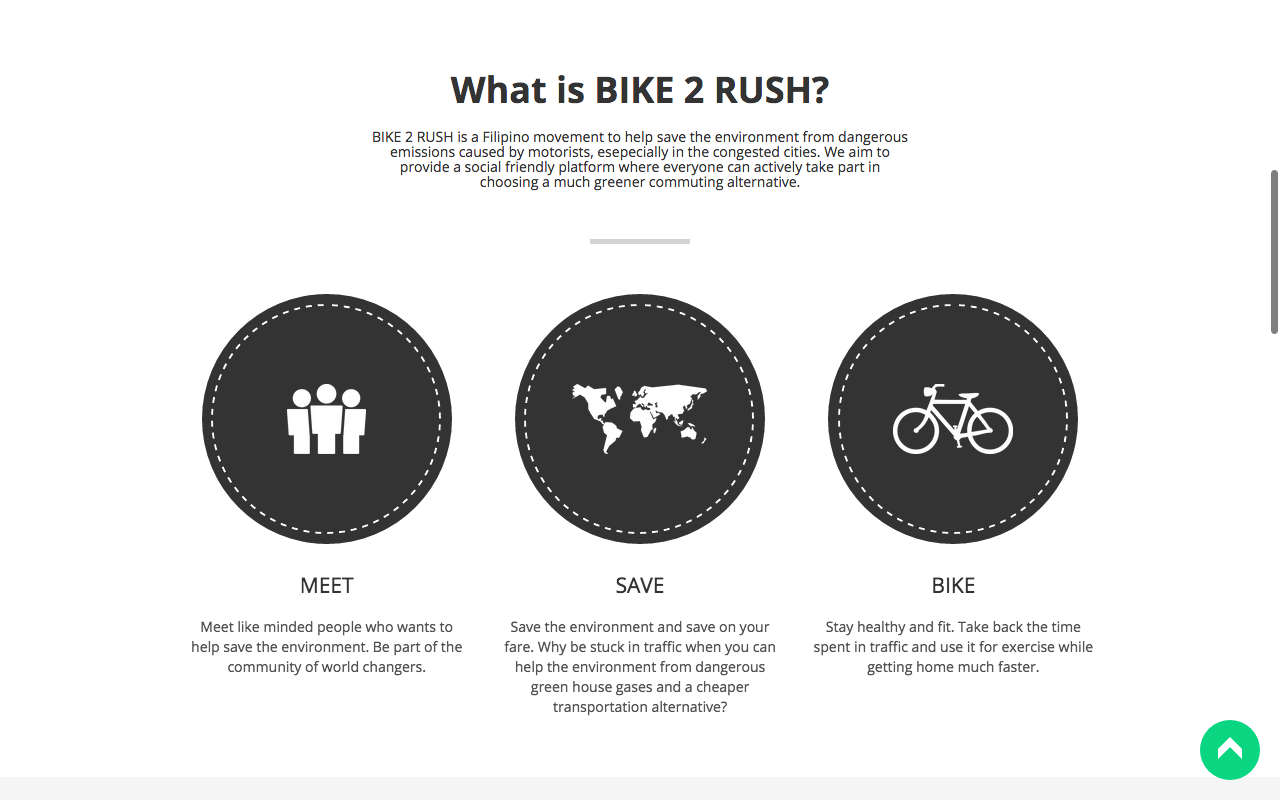 What is BIKE 2 RUSH?
BIKE 2 RUSH is a Filipino movement to help save the environment from dangerous
emissions caused by motorists, esepecially in the congested cities. We aim to
provide a social friendly platform where everyone can actively take part in
choosing a much greener commuting alternative.
MEET
Meet like minded people who wants to
help save the environment. Be part of the
community of world changers.
SAVE
Save the environment and save on your
fare. Why be stuck in traffic when you can
help the environment from dangerous
green house gases and a cheaper
transportation alternative?
BIKE
Stay healthy and fit. Take back the time
spent in traffic and use it for exercise while
getting home much faster.